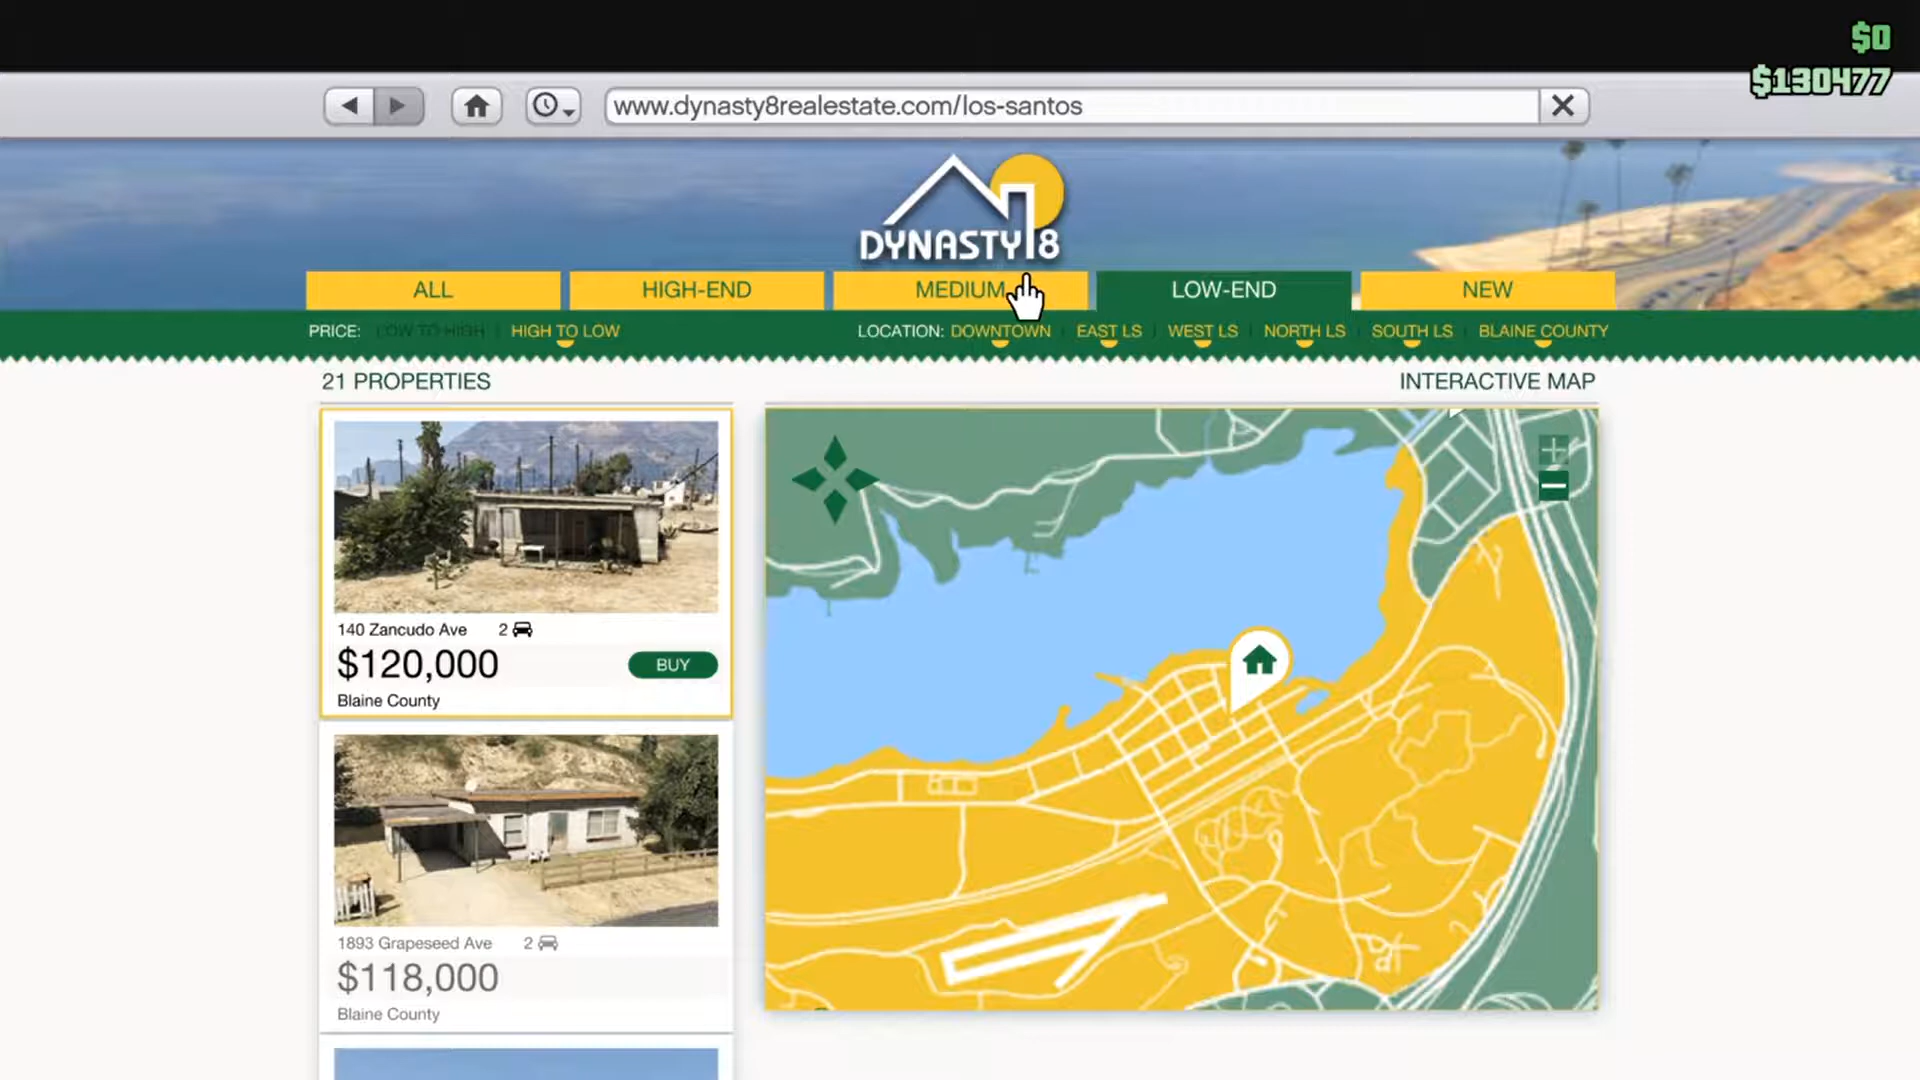 $0
$130477
www.dynasty8realestate.com/los-santos
DYNASTY 8
ALL
HIGH-END
MEDIUM
LOW-END
NEW
PRICE: LOW TO HIGH HIGH TO LOW LOCATION: DOWNTOWN EAST LS WEST LS NORTH LS SOUTH LS BLAINE COUNTY
21 PROPERTIES
INTERACTIVE MAP
140 Zancudo Ave 2
$120,000
BUY
Blaine County
1893 Grapeseed Ave 2
$118,000
Blaine County